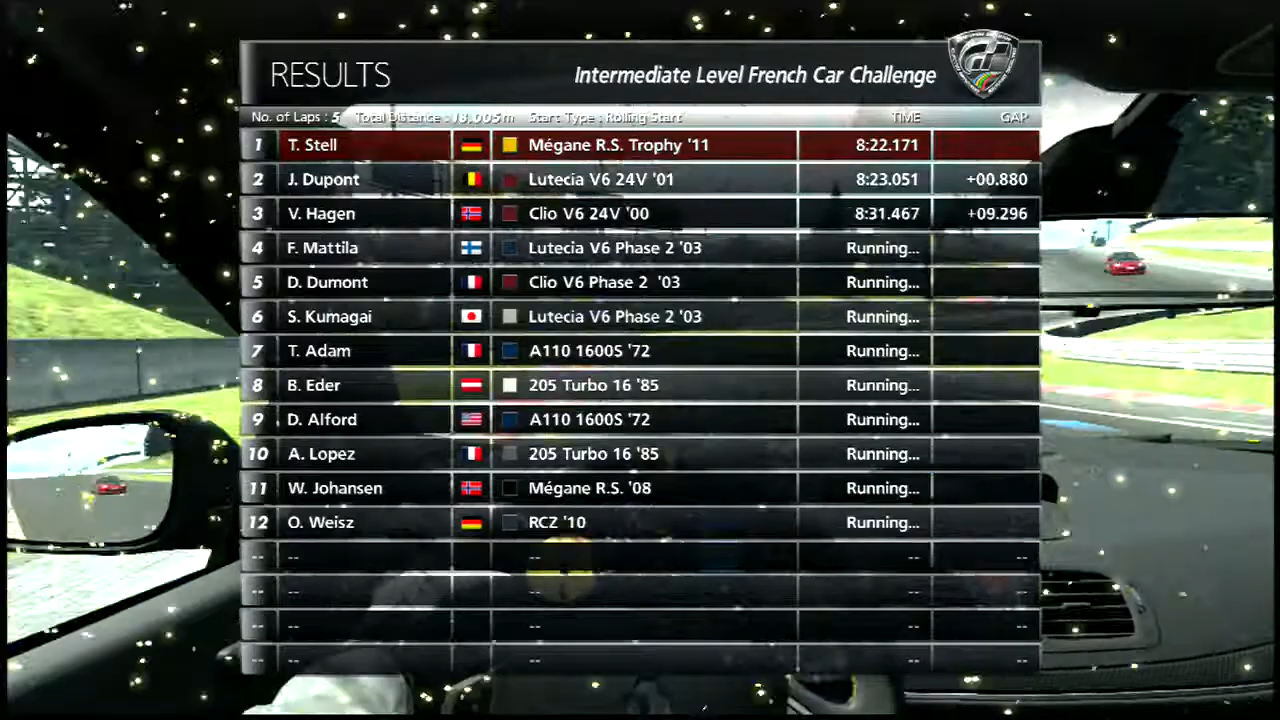 RESULTS
Intermediate Level French Car Challenge
No. of Laps : 5 Total Distance : 18,005m Start Type : Rolling Start TIME GAP
1 T. Stell Mégane R.S. Trophy '11 8:22.171
2 J. Dupont Lutecia V6 24V '01 8:23.051 +00.880
3 V. Hagen Clio V6 24V '00 8:31.467 +09.296
4 F. Mattila Lutecia V6 Phase 2 '03 Running...
5 D. Dumont Clio V6 Phase 2 '03 Running...
6 S. Kumagai Lutecia V6 Phase 2 '03 Running...
7 T. Adam A110 1600S '72 Running...
8 B. Eder 205 Turbo 16 '85 Running...
9 D. Alford A110 1600S '72 Running...
10 A. Lopez 205 Turbo 16 '85 Running...
11 W. Johansen Mégane R.S. '08 Running...
12 O. Weisz RCZ '10 Running...
-- -- -- -- --
-- -- -- -- --
-- -- -- -- --
-- -- -- -- --